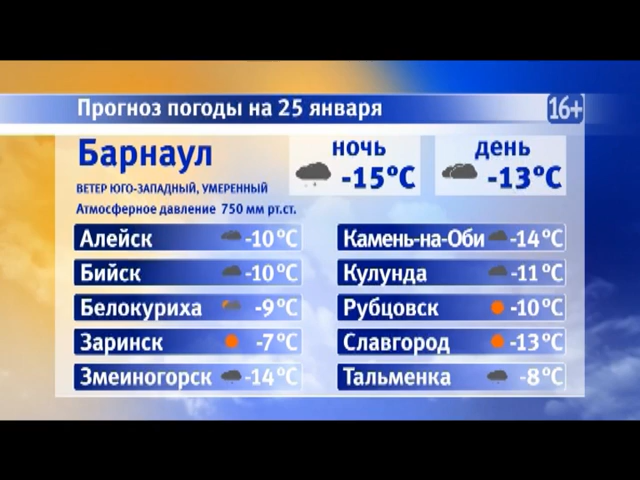 Прогноз погоды на 25 января 16+
Барнаул
ночь -15°C
день -13°C
ВЕТЕР ЮГО-ЗАПАДНЫЙ, УМЕРЕННЫЙ
Атмосферное давление 750 мм рт.ст.
Алейск -10°C
Бийск -10°C
Белокуриха -9°C
Заринск -7°C
Змеиногорск -14°C
Камень-на-Оби -14°C
Кулунда -11°C
Рубцовск -10°C
Славгород -13°C
Тальменка -8°C